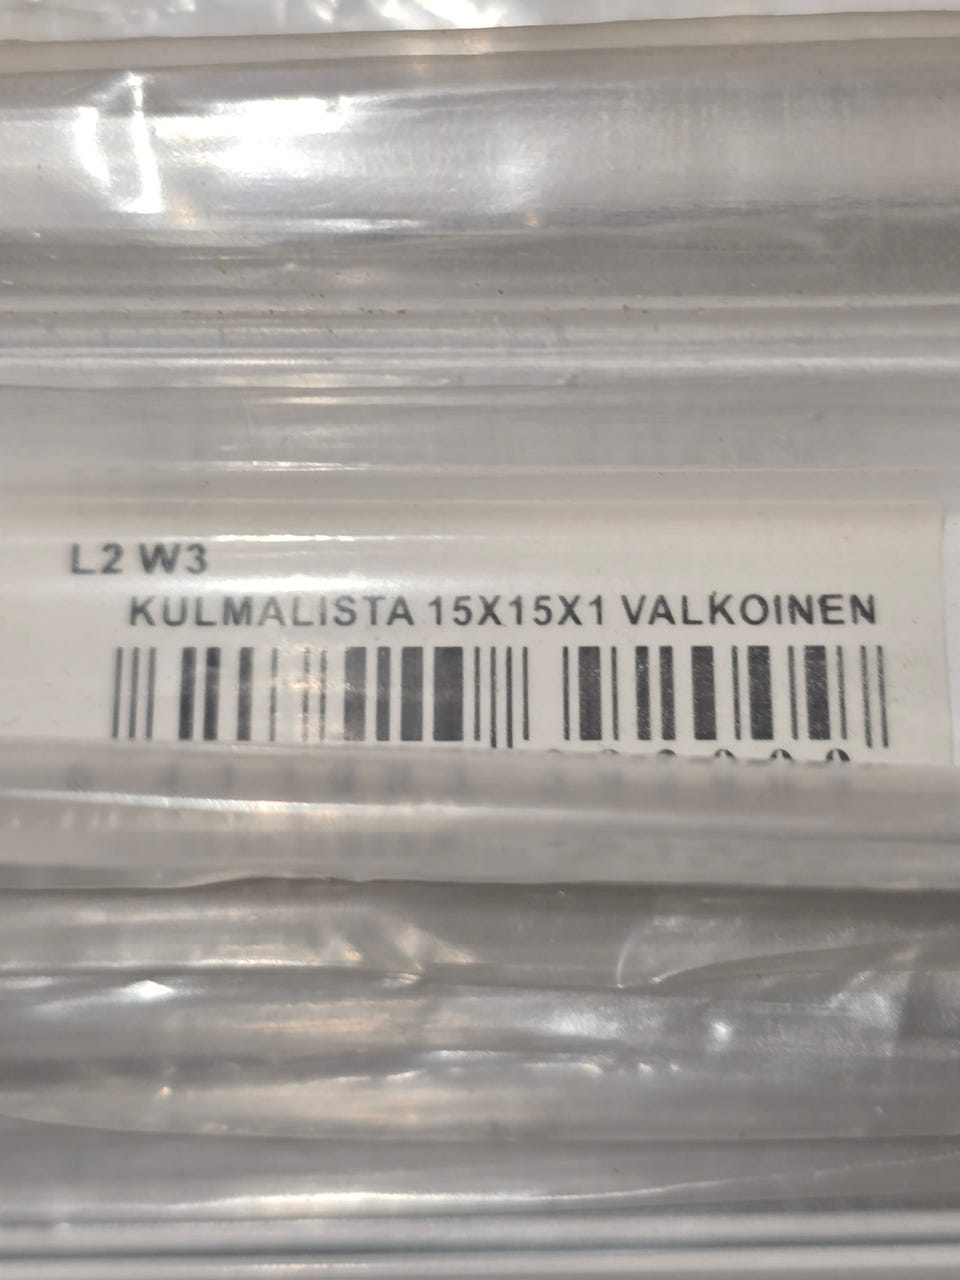 L2 W3
KULMALISTA 15X15X1 VALKOINEN